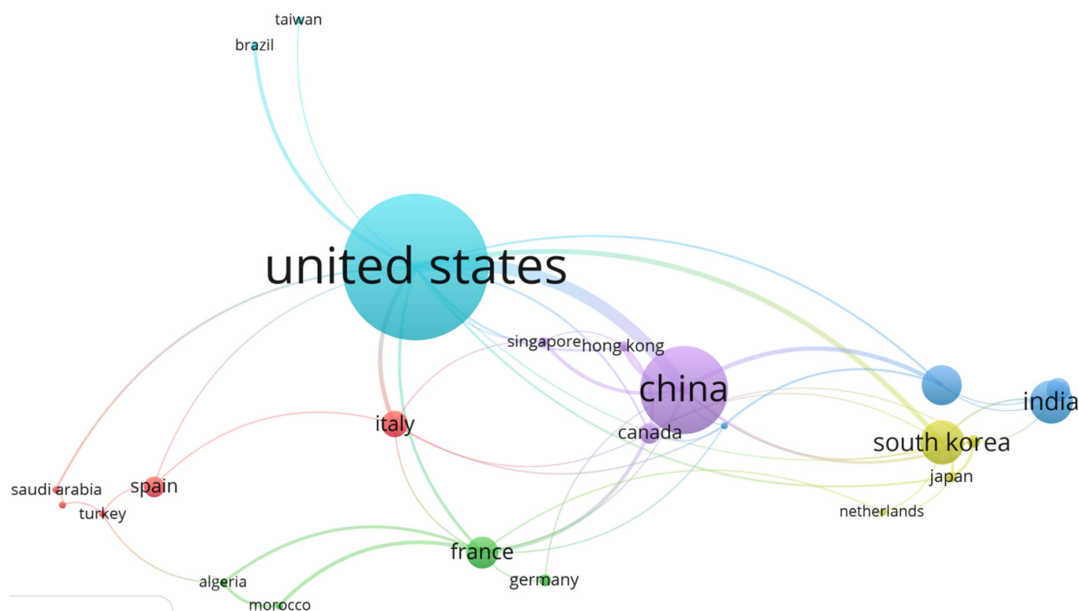 taiwan
brazil
united states
singapore
hong kong
china
india
italy
canada
south korea
japan
saudi arabia
spain
turkey
netherlands
france
algeria
germany
morocco